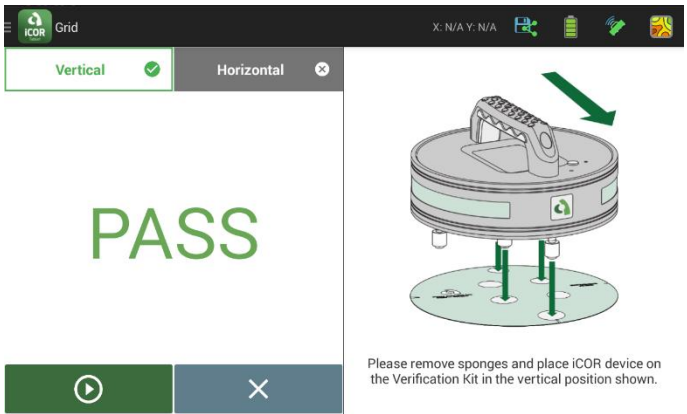 iCOR
Grid
X: N/A Y: N/A
Vertical
Horizontal
PASS
Please remove sponges and place iCOR device on
the Verification Kit in the vertical position shown.